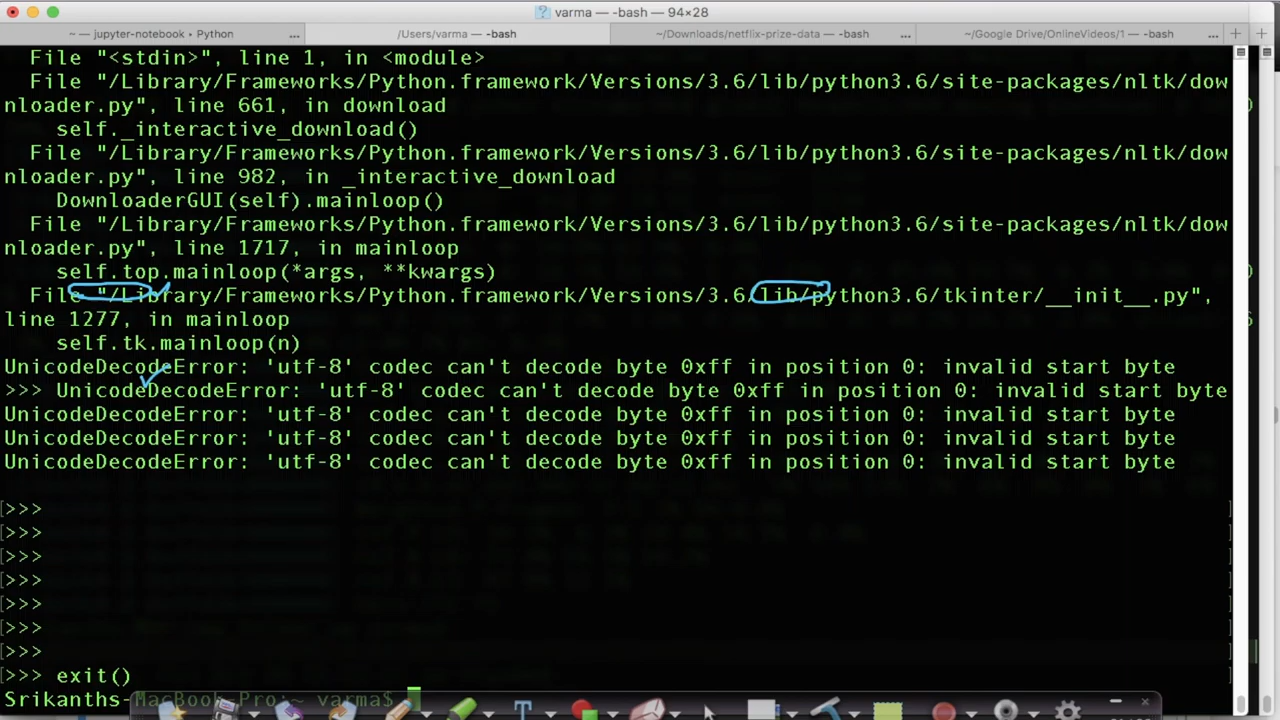 varma — -bash — 94×28
~ — jupyter-notebook • Python ...
/Users/varma — -bash
~/Downloads/netflix-prize-data — -bash ...
~/Google Drive/OnlineVideos/1 — -bash ...
File "<stdin>", line 1, in <module>
File "/Library/Frameworks/Python.framework/Versions/3.6/lib/python3.6/site-packages/nltk/dow
nloader.py", line 661, in download
self._interactive_download()
File "/Library/Frameworks/Python.framework/Versions/3.6/lib/python3.6/site-packages/nltk/dow
nloader.py", line 982, in _interactive_download
DownloaderGUI(self).mainloop()
File "/Library/Frameworks/Python.framework/Versions/3.6/lib/python3.6/site-packages/nltk/dow
nloader.py", line 1717, in mainloop
self.top.mainloop(*args, **kwargs)
File "/Library/Frameworks/Python.framework/Versions/3.6/lib/python3.6/tkinter/__init__.py",
line 1277, in mainloop
self.tk.mainloop(n)
UnicodeDecodeError: 'utf-8' codec can't decode byte 0xff in position 0: invalid start byte
>>> UnicodeDecodeError: 'utf-8' codec can't decode byte 0xff in position 0: invalid start byte
UnicodeDecodeError: 'utf-8' codec can't decode byte 0xff in position 0: invalid start byte
UnicodeDecodeError: 'utf-8' codec can't decode byte 0xff in position 0: invalid start byte
UnicodeDecodeError: 'utf-8' codec can't decode byte 0xff in position 0: invalid start byte
[>>> ]
[>>> ]
[>>> ]
[>>> ]
[>>> ]
[>>> ]
[>>> ]
[>>> exit()
Srikanths-MacBook-Pro:~ varma$